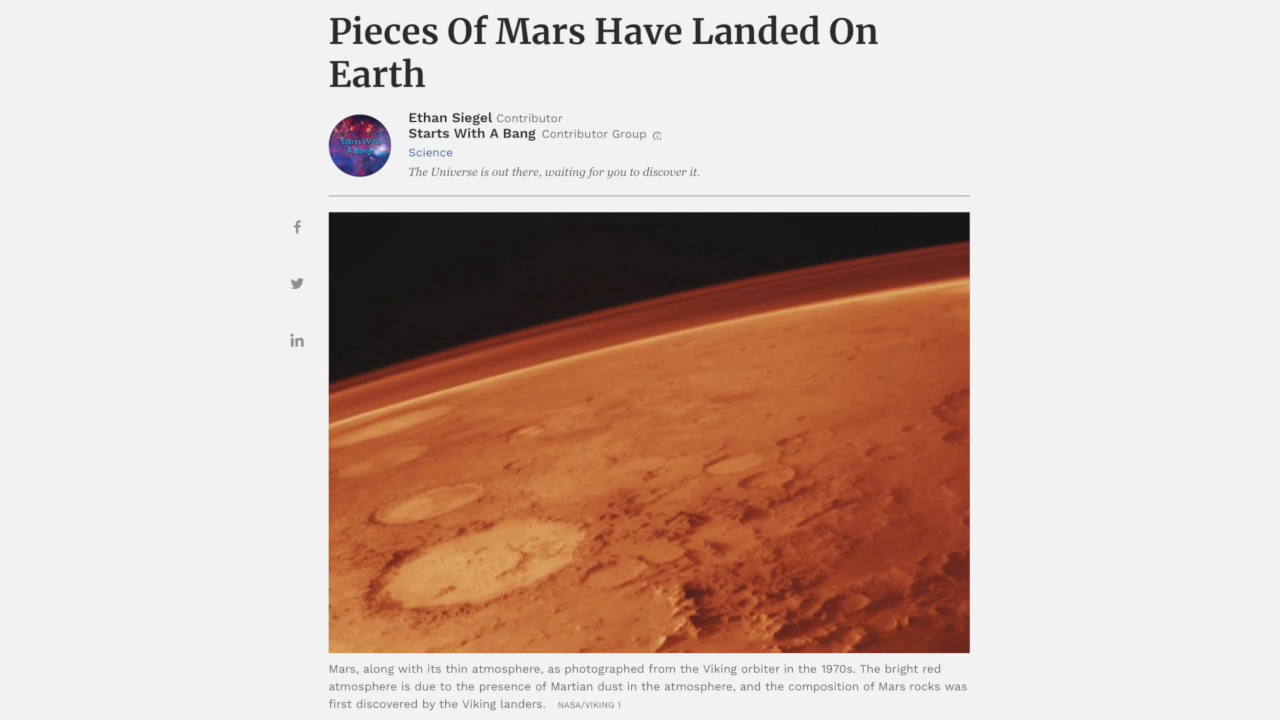 Pieces Of Mars Have Landed On
Earth
Ethan Siegel Contributor
Starts With A Bang Contributor Group
Science
The Universe is out there, waiting for you to discover it.
Starts With
A Bang!
Mars, along with its thin atmosphere, as photographed from the Viking orbiter in the 1970s. The bright red
atmosphere is due to the presence of Martian dust in the atmosphere, and the composition of Mars rocks was
first discovered by the Viking landers. NASA/VIKING 1